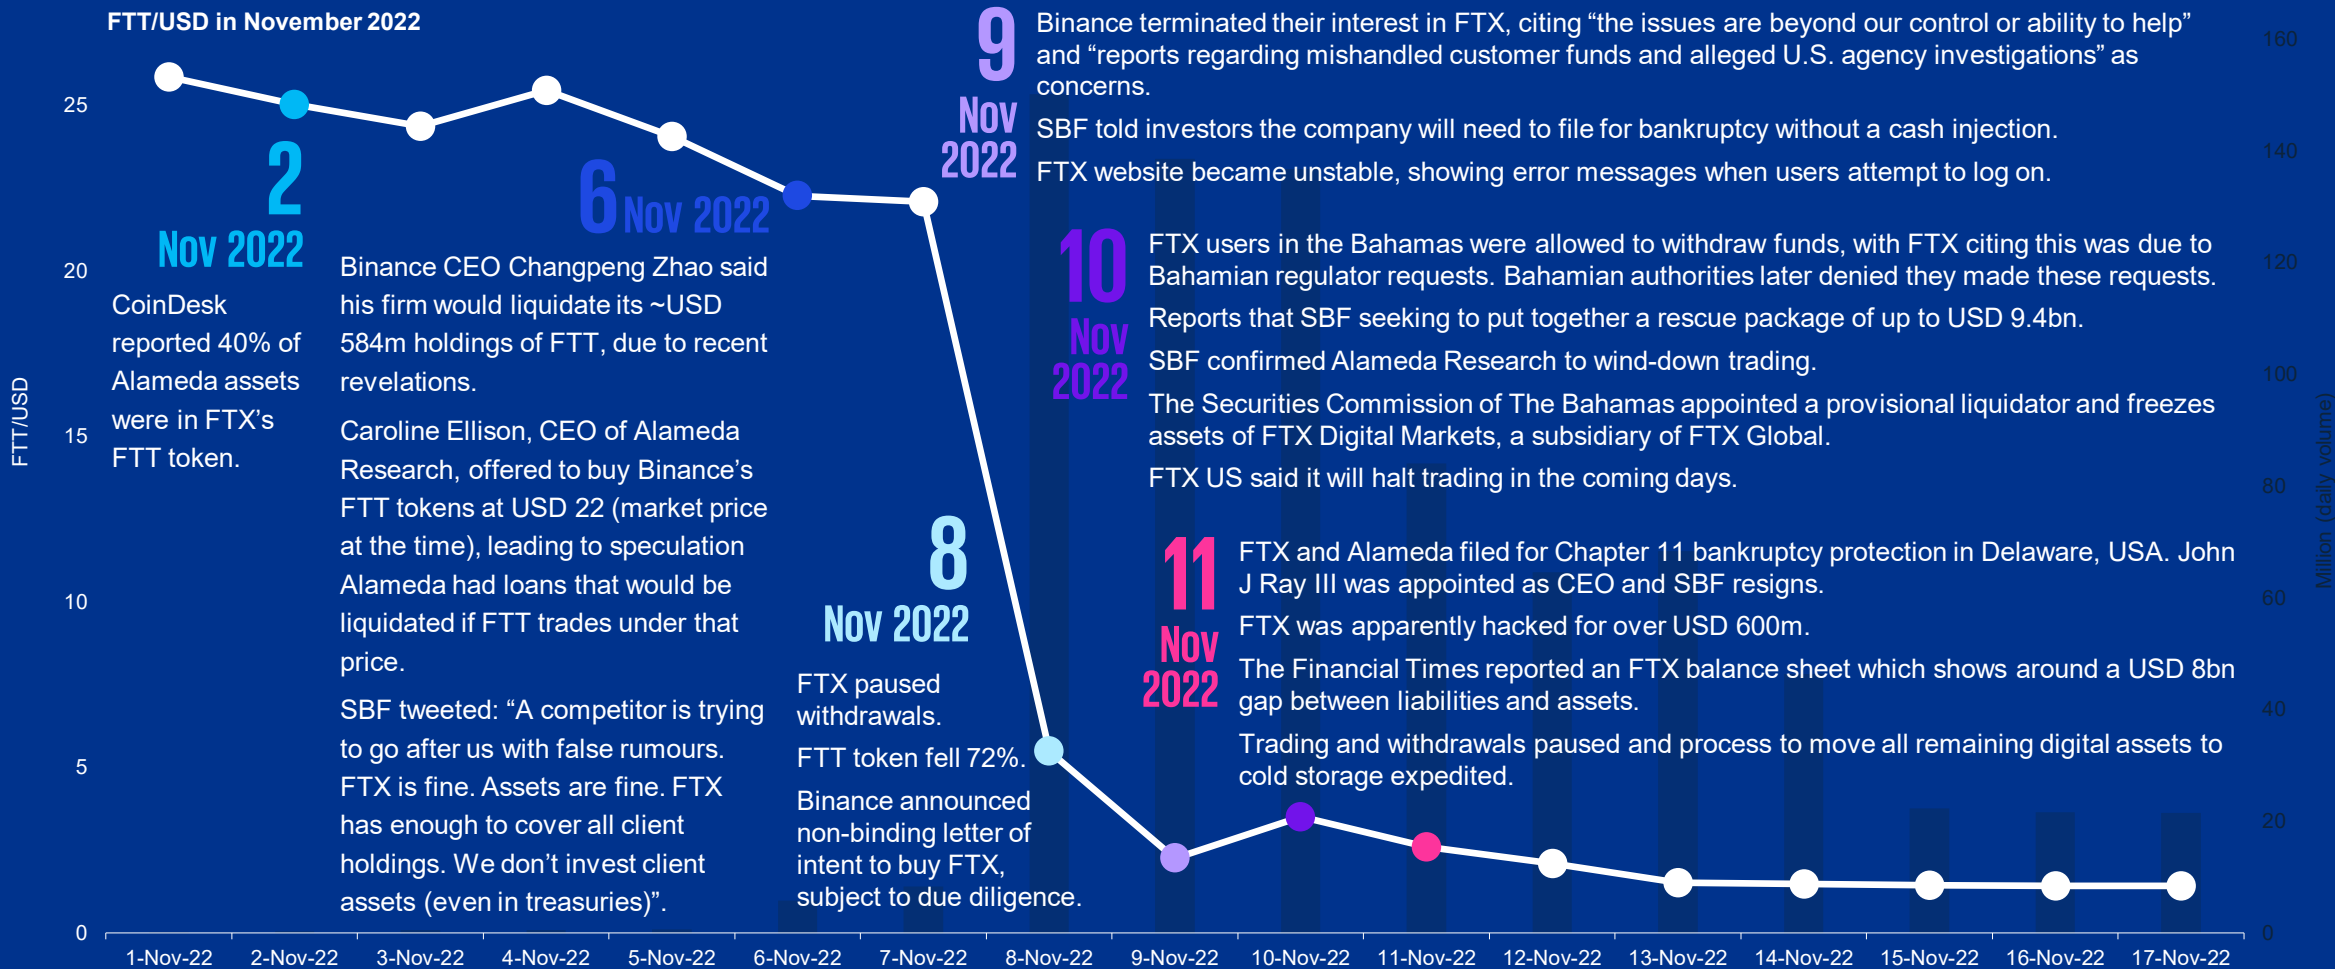 FTT/USD in November 2022
FTT/USD
25
20
15
10
5
0
2
Nov 2022
CoinDesk
reported 40% of
Alameda assets
were in FTX’s
FTT token.
6 Nov 2022
Binance CEO Changpeng Zhao said
his firm would liquidate its ~USD
584m holdings of FTT, due to recent
revelations.
Caroline Ellison, CEO of Alameda
Research, offered to buy Binance’s
FTT tokens at USD 22 (market price
at the time), leading to speculation
Alameda had loans that would be
liquidated if FTT trades under that
price.
SBF tweeted: “A competitor is trying
to go after us with false rumours.
FTX is fine. Assets are fine. FTX
has enough to cover all client
holdings. We don’t invest client
assets (even in treasuries)”.
8
Nov 2022
FTX paused
withdrawals.
FTT token fell 72%.
Binance announced
non-binding letter of
intent to buy FTX,
subject to due diligence.
9
Nov
2022
Binance terminated their interest in FTX, citing “the issues are beyond our control or ability to help”
and “reports regarding mishandled customer funds and alleged U.S. agency investigations” as
concerns.
SBF told investors the company will need to file for bankruptcy without a cash injection.
FTX website became unstable, showing error messages when users attempt to log on.
10
Nov
2022
FTX users in the Bahamas were allowed to withdraw funds, with FTX citing this was due to
Bahamian regulator requests. Bahamian authorities later denied they made these requests.
Reports that SBF seeking to put together a rescue package of up to USD 9.4bn.
SBF confirmed Alameda Research to wind-down trading.
The Securities Commission of The Bahamas appointed a provisional liquidator and freezes
assets of FTX Digital Markets, a subsidiary of FTX Global.
FTX US said it will halt trading in the coming days.
11
Nov
2022
FTX and Alameda filed for Chapter 11 bankruptcy protection in Delaware, USA. John
J Ray III was appointed as CEO and SBF resigns.
FTX was apparently hacked for over USD 600m.
The Financial Times reported an FTX balance sheet which shows around a USD 8bn
gap between liabilities and assets.
Trading and withdrawals paused and process to move all remaining digital assets to
cold storage expedited.
160
140
120
100
80
60
40
20
0
Million (daily volume)
1-Nov-22 2-Nov-22 3-Nov-22 4-Nov-22 5-Nov-22 6-Nov-22 7-Nov-22 8-Nov-22 9-Nov-22 10-Nov-22 11-Nov-22 12-Nov-22 13-Nov-22 14-Nov-22 15-Nov-22 16-Nov-22 17-Nov-22